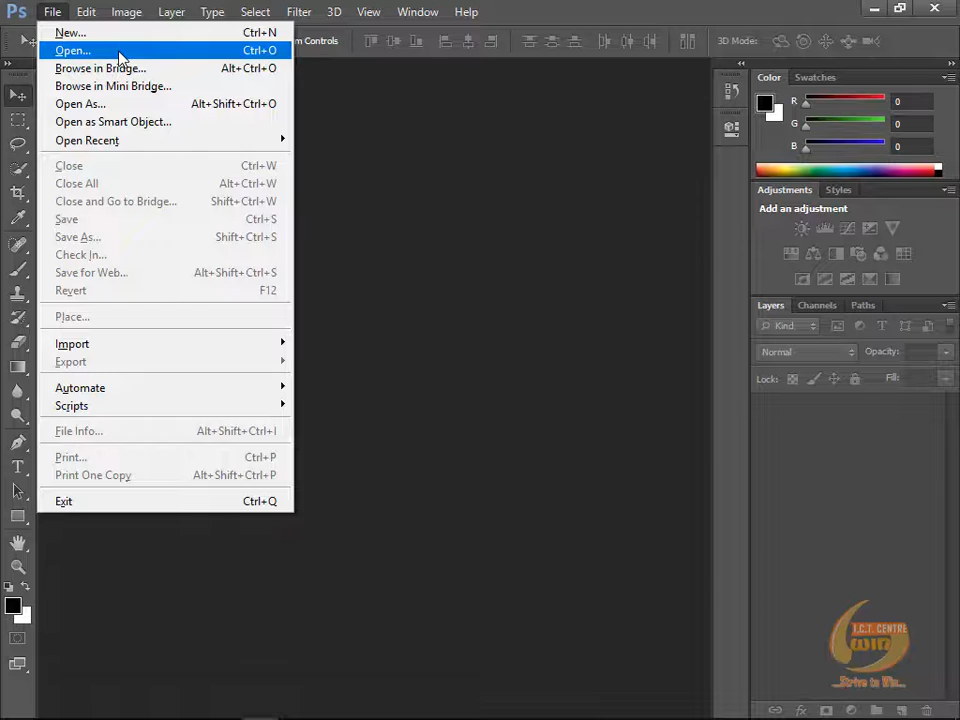 Ps File Edit Image Layer Type Select Filter 3D View Window Help
m Controls 3D Mode:
New... Ctrl+N
Open... Ctrl+O
Browse in Bridge... Alt+Ctrl+O
Browse in Mini Bridge...
Open As... Alt+Shift+Ctrl+O
Open as Smart Object...
Open Recent
Close Ctrl+W
Close All Alt+Ctrl+W
Close and Go to Bridge... Shift+Ctrl+W
Save Ctrl+S
Save As... Shift+Ctrl+S
Check In...
Save for Web... Alt+Shift+Ctrl+S
Revert F12
Place...
Import
Export
Automate
Scripts
File Info... Alt+Shift+Ctrl+I
Print... Ctrl+P
Print One Copy Alt+Shift+Ctrl+P
Exit Ctrl+Q
Color Swatches
R 0
G 0
B 0
Adjustments Styles
Add an adjustment
Layers Channels Paths
Kind
Normal Opacity:
Lock: Fill:
I.C.T. CENTRE
win
...Strive to Win...